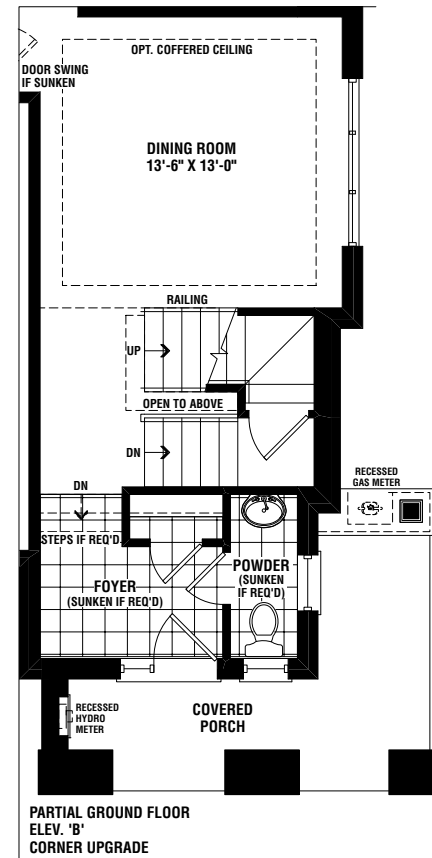 OPT. COFFERED CEILING
DOOR SWING
IF SUNKEN
DINING ROOM
13'-6" X 13'-0"
RAILING
UP
OPEN TO ABOVE
DN
RECESSED
GAS METER
DN
STEPS IF REQ'D
FOYER
(SUNKEN IF REQ'D)
POWDER
(SUNKEN
IF REQ'D)
RECESSED
HYDRO
METER
COVERED
PORCH
PARTIAL GROUND FLOOR
ELEV. 'B'
CORNER UPGRADE